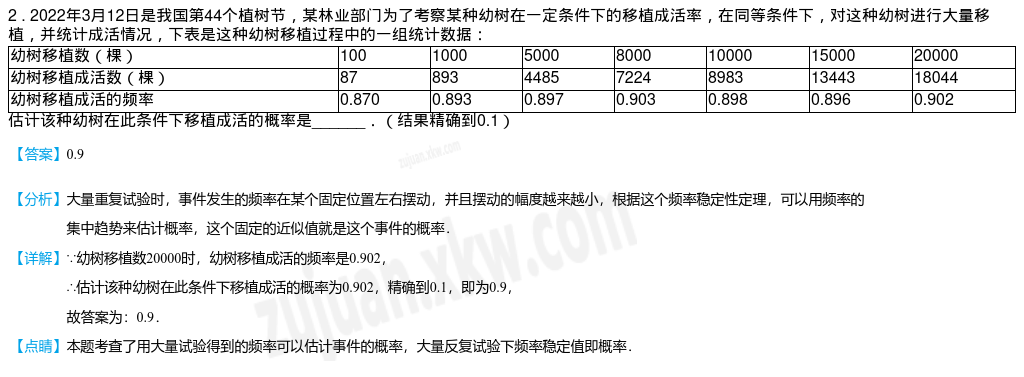 2．2022年3月12日是我国第44个植树节，某林业部门为了考察某种幼树在一定条件下的移植成活率，在同等条件下，对这种幼树进行大量移
植，并统计成活情况，下表是这种幼树移植过程中的一组统计数据：
幼树移植数（棵） 100 1000 5000 8000 10000 15000 20000
幼树移植成活数（棵） 87 893 4485 7224 8983 13443 18044
幼树移植成活的频率 0.870 0.893 0.897 0.903 0.898 0.896 0.902
估计该种幼树在此条件下移植成活的概率是______．（结果精确到0.1）
【答案】0.9
zujuan.xkw.com
【分析】大量重复试验时，事件发生的频率在某个固定位置左右摆动，并且摆动的幅度越来越小，根据这个频率稳定性定理，可以用频率的
集中趋势来估计概率，这个固定的近似值就是这个事件的概率．
【详解】∵幼树移植数20000时，幼树移植成活的频率是0.902，
∴估计该种幼树在此条件下移植成活的概率为0.902，精确到0.1，即为0.9，
故答案为：0.9．
zujuan.xkw.com
【点睛】本题考查了用大量试验得到的频率可以估计事件的概率，大量反复试验下频率稳定值即概率．